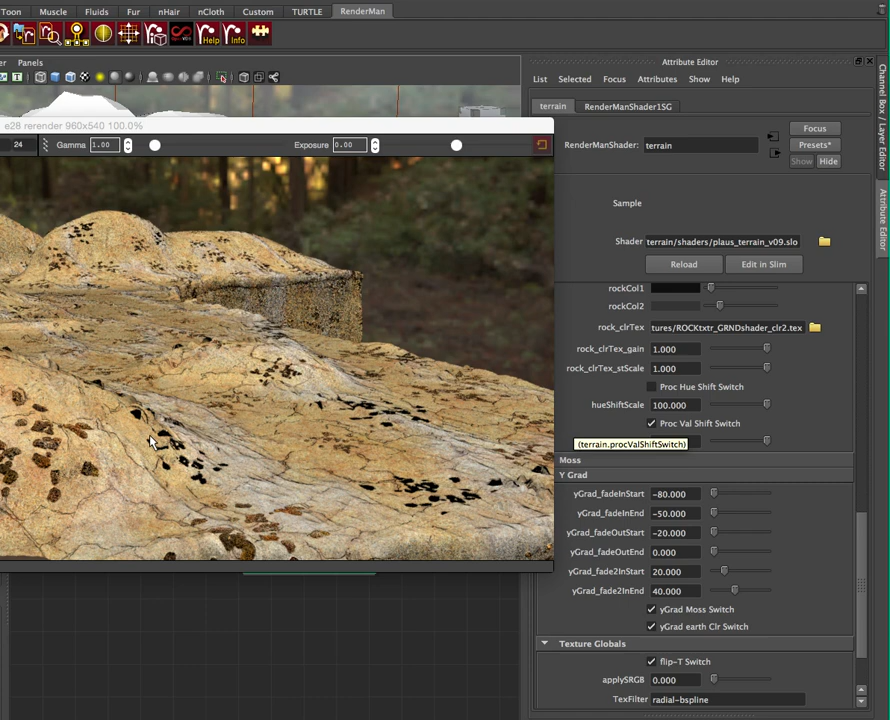 Toon Muscle Fluids Fur nHair nCloth Custom TURTLE RenderMan
Help Info
er Panels
Attribute Editor
List Selected Focus Attributes Show Help
terrain RenderManShader1SG
e28 rerender 960x540 100.0%
24 Gamma 1.00 Exposure 0.00
Focus
RenderManShader: terrain Presets*
Show Hide
Sample
Shader terrain/shaders/plaus_terrain_v09.slo
Reload Edit in Slim
rockCol1
rockCol2
rock_clrTex tures/ROCKtxtr_GRNDshader_clr2.tex
rock_clrTex_gain 1.000
rock_clrTex_stScale 1.000
Proc Hue Shift Switch
hueShiftScale 100.000
Proc Val Shift Switch
(terrain.procValShiftSwitch)
Moss
Y Grad
yGrad_fadeInStart -80.000
yGrad_fadeInEnd -50.000
yGrad_fadeOutStart -20.000
yGrad_fadeOutEnd 0.000
yGrad_fade2InStart 20.000
yGrad_fade2InEnd 40.000
yGrad Moss Switch
yGrad earth Clr Switch
Texture Globals
flip-T Switch
applySRGB 0.000
TexFilter radial-bspline
Channel Box / Layer Editor
Attribute Editor